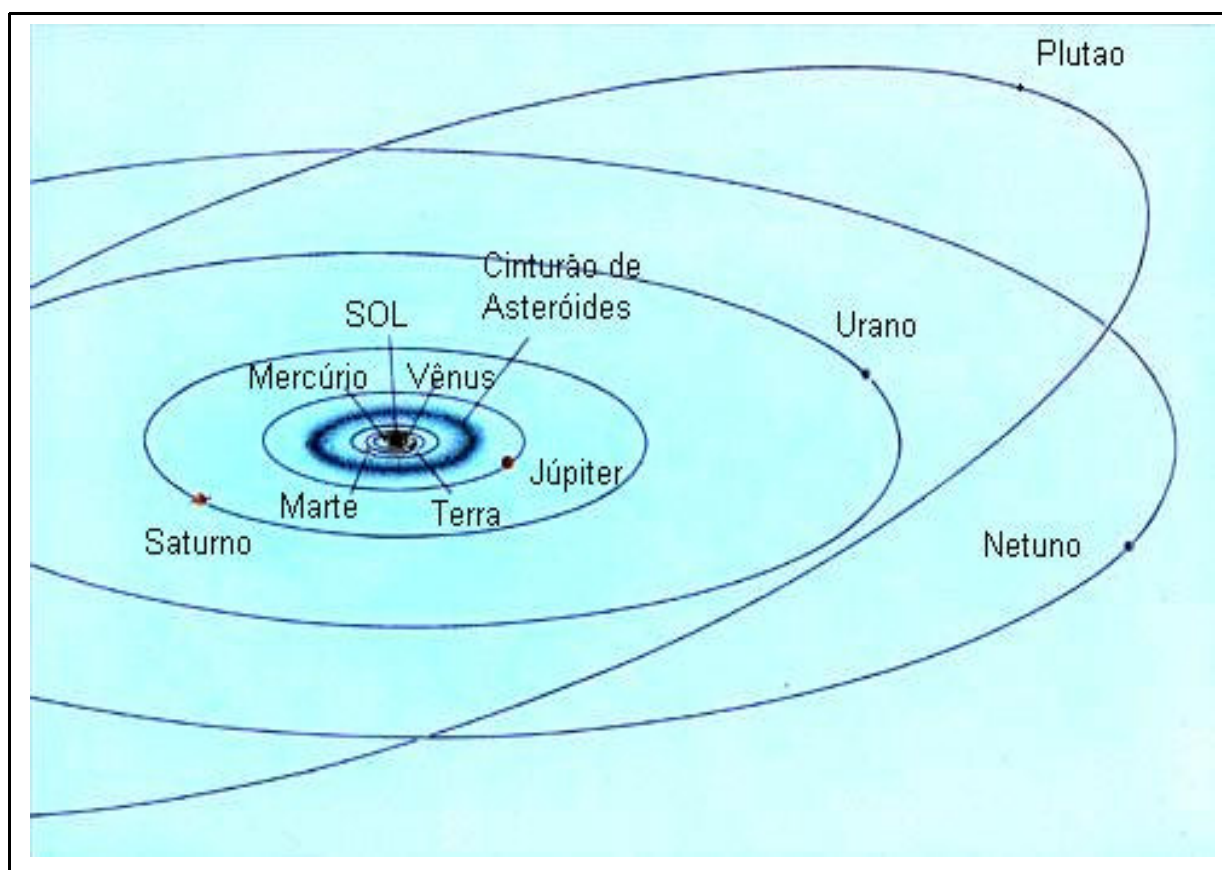 Plutao
Cinturão de
Asteróides
SOL
Urano
Mercúrio
Vênus
Júpiter
Marte
Terra
Saturno
Netuno